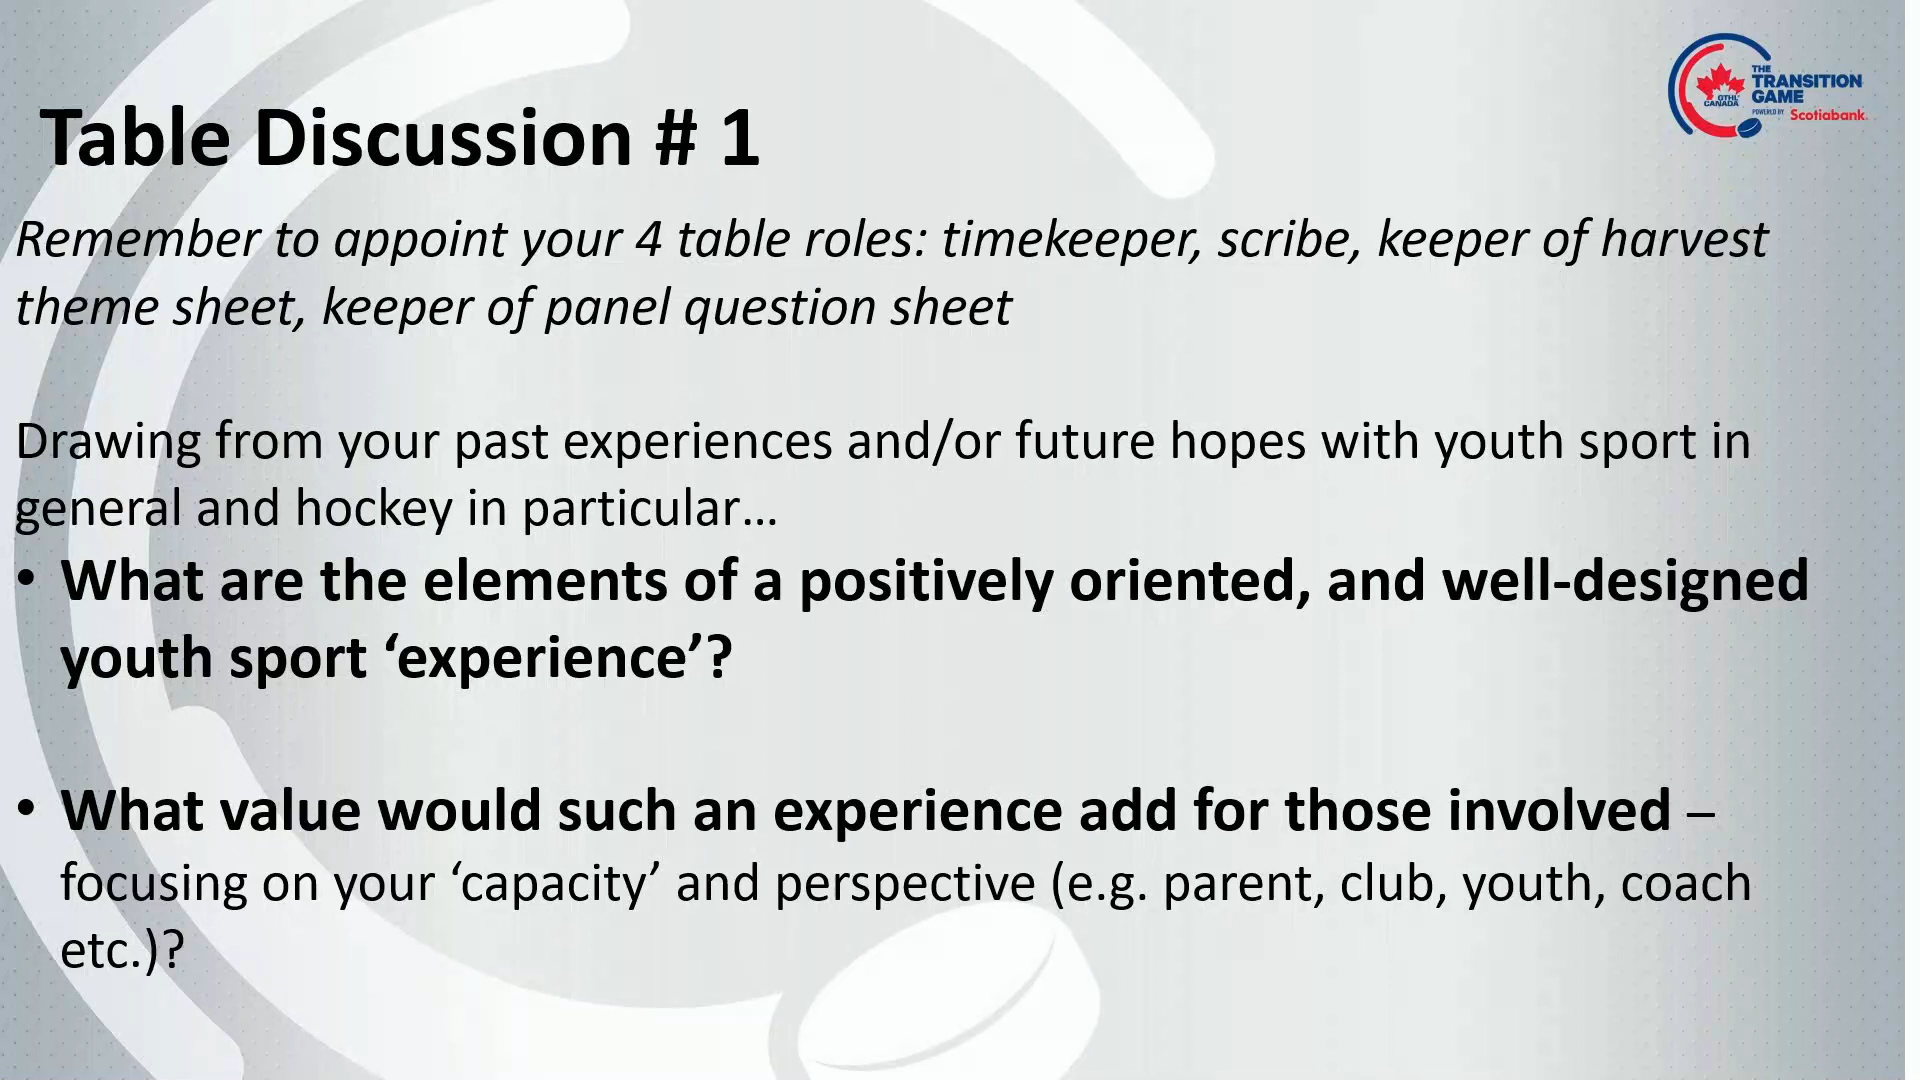 THE
TRANSITION
GAME
GTHL
CANADA
POWERED BY Scotiabank
Table Discussion # 1
Remember to appoint your 4 table roles: timekeeper, scribe, keeper of harvest
theme sheet, keeper of panel question sheet
Drawing from your past experiences and/or future hopes with youth sport in
general and hockey in particular…
• What are the elements of a positively oriented, and well-designed
youth sport ‘experience’?
• What value would such an experience add for those involved –
focusing on your ‘capacity’ and perspective (e.g. parent, club, youth, coach
etc.)?